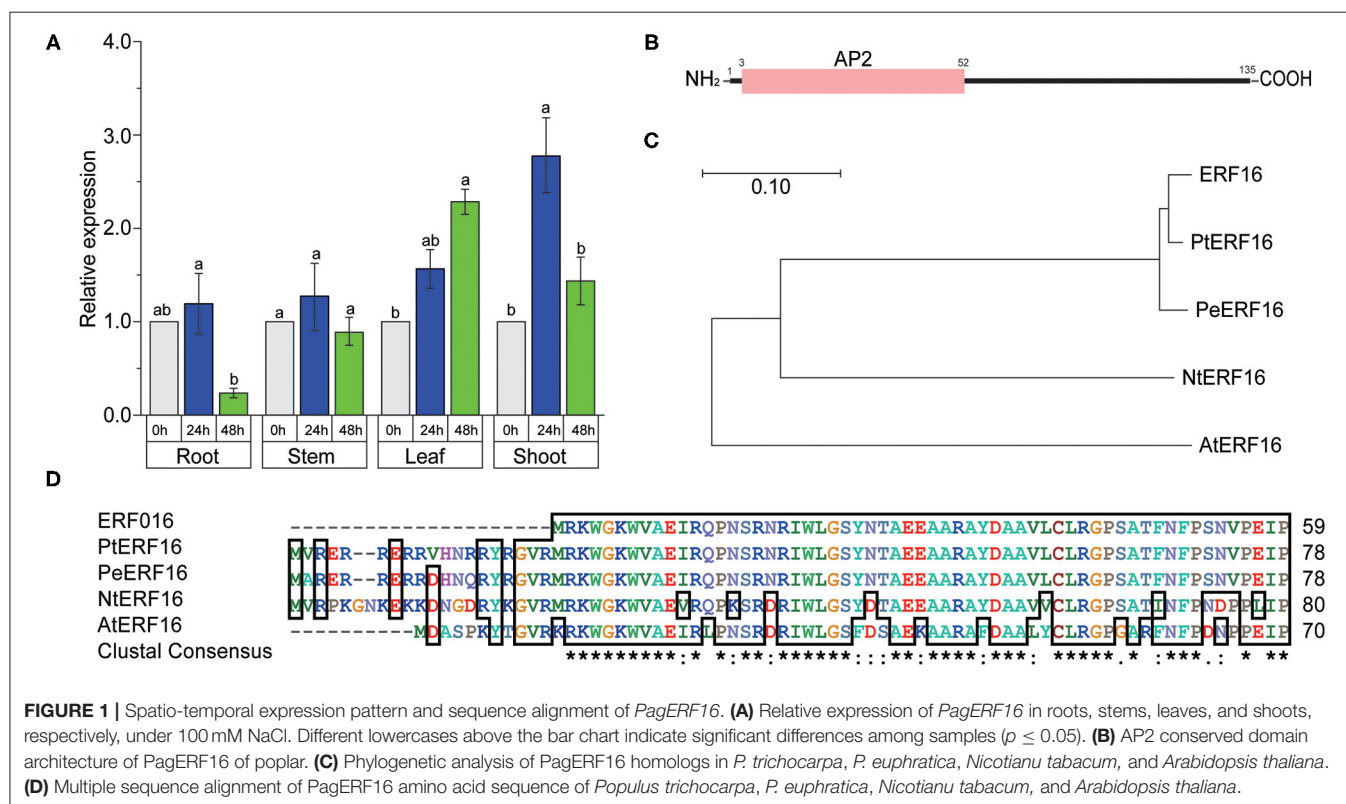 A
4.0
3.0
2.0
1.0
0.0
Relative expression
ab a b
a a a
b ab a
b a b
0h 24h 48h 0h 24h 48h 0h 24h 48h 0h 24h 48h
Root Stem Leaf Shoot
B
AP2
1 3 52 135
NH2 COOH
C
0.10
ERF16
PtERF16
PeERF16
NtERF16
AtERF16
D
ERF016 ---------------------MRKWGKWVAEIRQPNSRNRIWLGSYNTAEEAARAYDAAVLCLRGPSATFNFPSNVPEIP 59
PtERF16 MVRER--RERRVHNRRYRGVRMRKWGKWVAEIRQPNSRNRIWLGSYNTAEEAARAYDAAVLCLRGPSATFNFPSNVPEIP 78
PeERF16 MARER--RERRDHNQRYRGVRMRKWGKWVAEIRQPNSRNRIWLGSYNTAEEAARAYDAAVLCLRGPSATFNFPSNVPEIP 78
NtERF16 MVRPKGNKEKKDNGDRYKGVRMRKWGKWVAEVRQPKSRDRIWLGSYDTAEEAARAYDAAVVCLRGPSATINFPNDPPLIP 80
AtERF16 ----------MDASPKYTGVRKRKWGKWVAEIRLPNSRDRIWLGSFDSAEKAARAFDAALYCLRGPGARFNFPDNPPEIP 70
Clustal Consensus *********:* *:**:******:::**:****:***: *****.* :***.: * **
FIGURE 1 | Spatio-temporal expression pattern and sequence alignment of PagERF16. (A) Relative expression of PagERF16 in roots, stems, leaves, and shoots,
respectively, under 100 mM NaCl. Different lowercases above the bar chart indicate significant differences among samples (p ≤ 0.05). (B) AP2 conserved domain
architecture of PagERF16 of poplar. (C) Phylogenetic analysis of PagERF16 homologs in P. trichocarpa, P. euphratica, Nicotianu tabacum, and Arabidopsis thaliana.
(D) Multiple sequence alignment of PagERF16 amino acid sequence of Populus trichocarpa, P. euphratica, Nicotianu tabacum, and Arabidopsis thaliana.